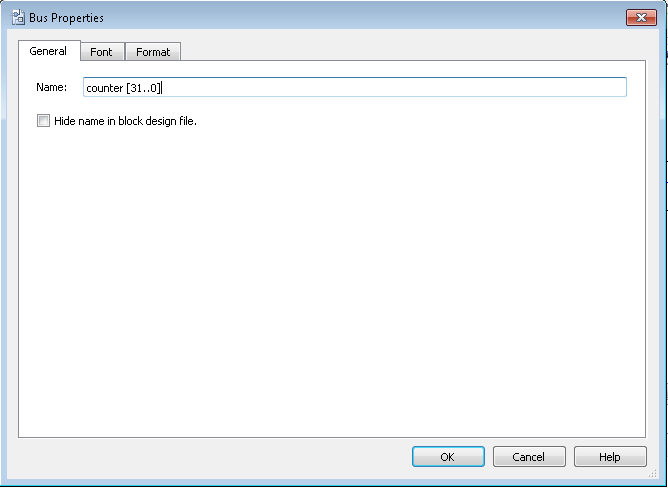 Bus Properties
General Font Format
Name: counter [31..0]
Hide name in block design file.
OK Cancel Help